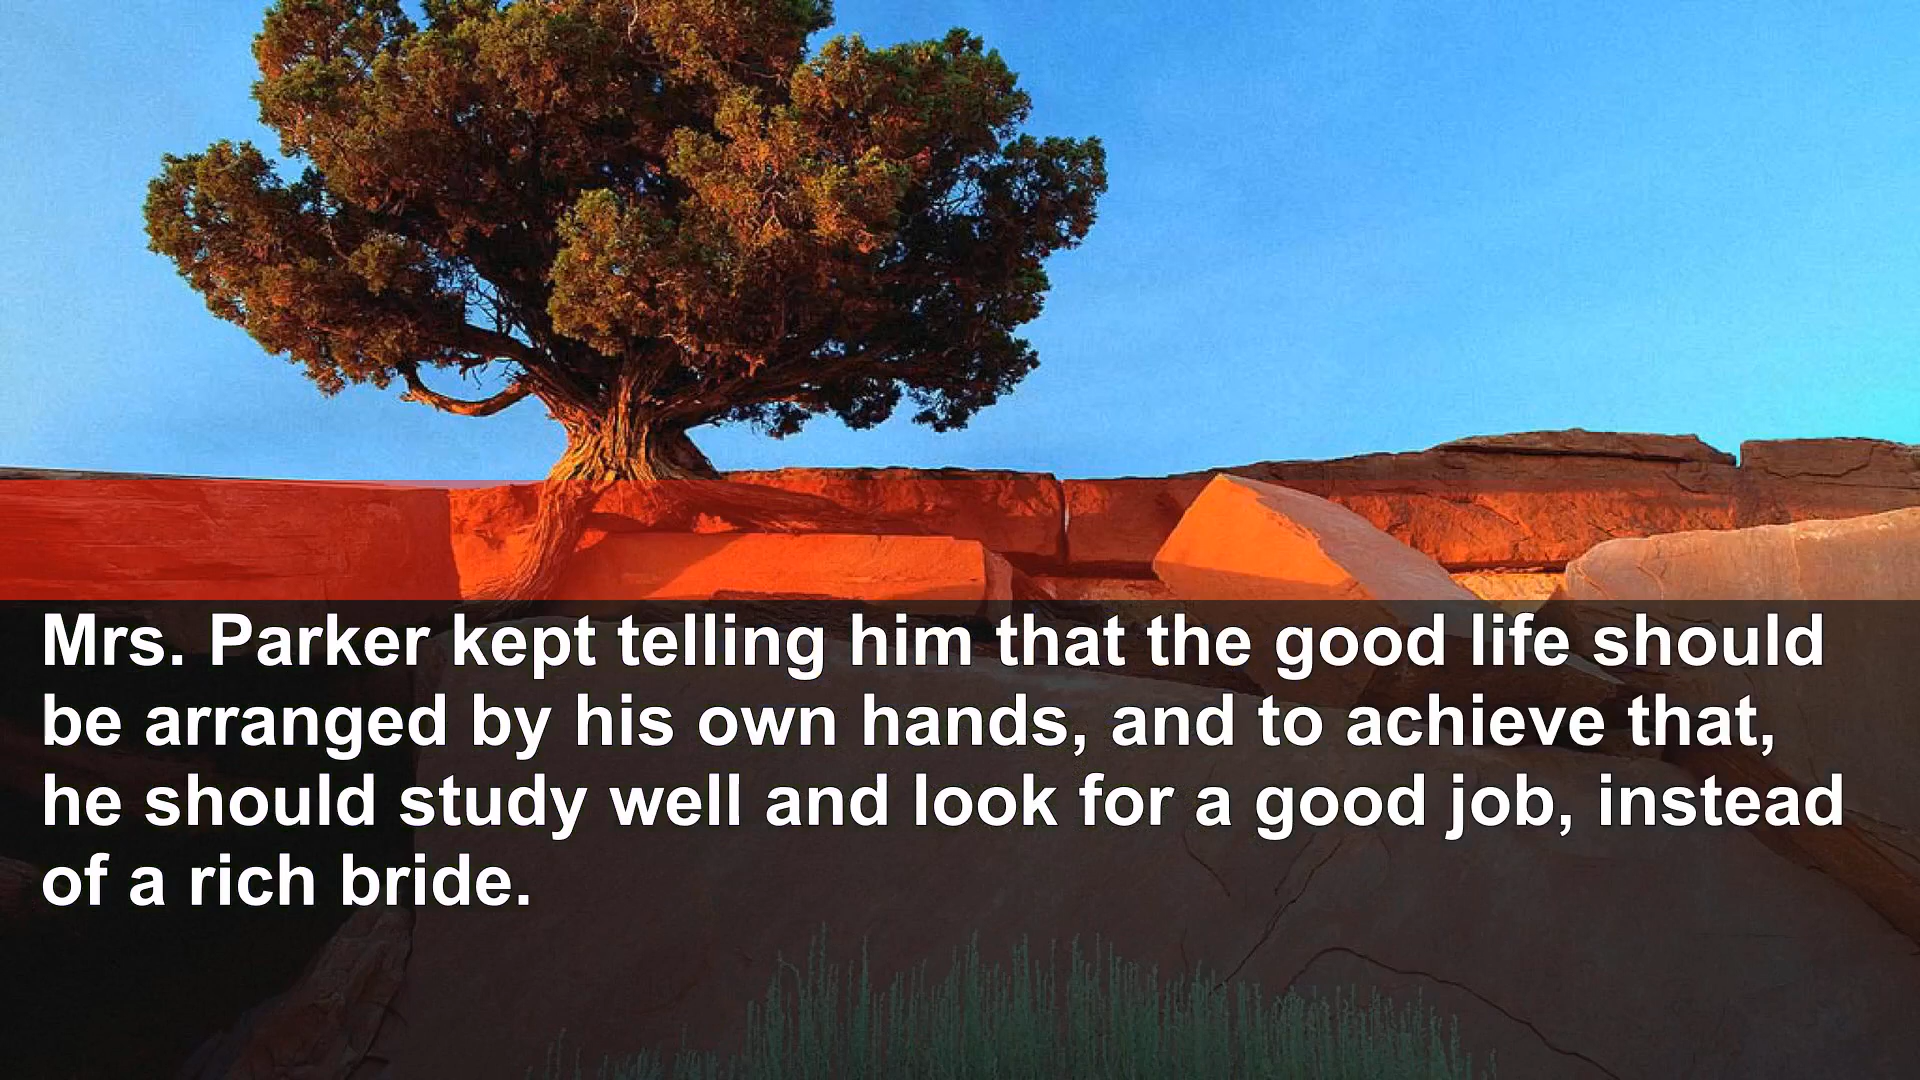 Mrs. Parker kept telling him that the good life should
be arranged by his own hands, and to achieve that,
he should study well and look for a good job, instead
of a rich bride.